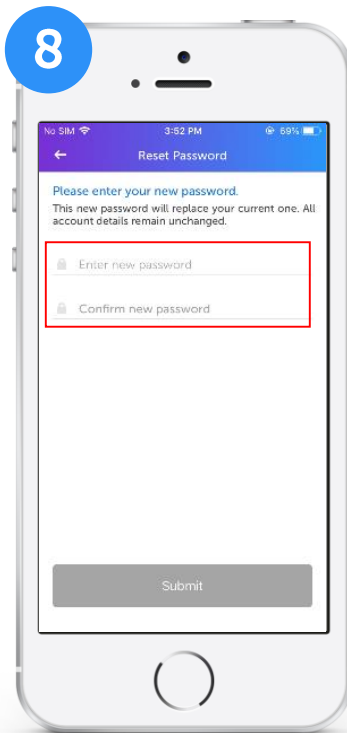 8
No SIM 3:52 PM 69%
Reset Password
Please enter your new password.
This new password will replace your current one. All
account details remain unchanged.
Enter new password
Confirm new password
Submit